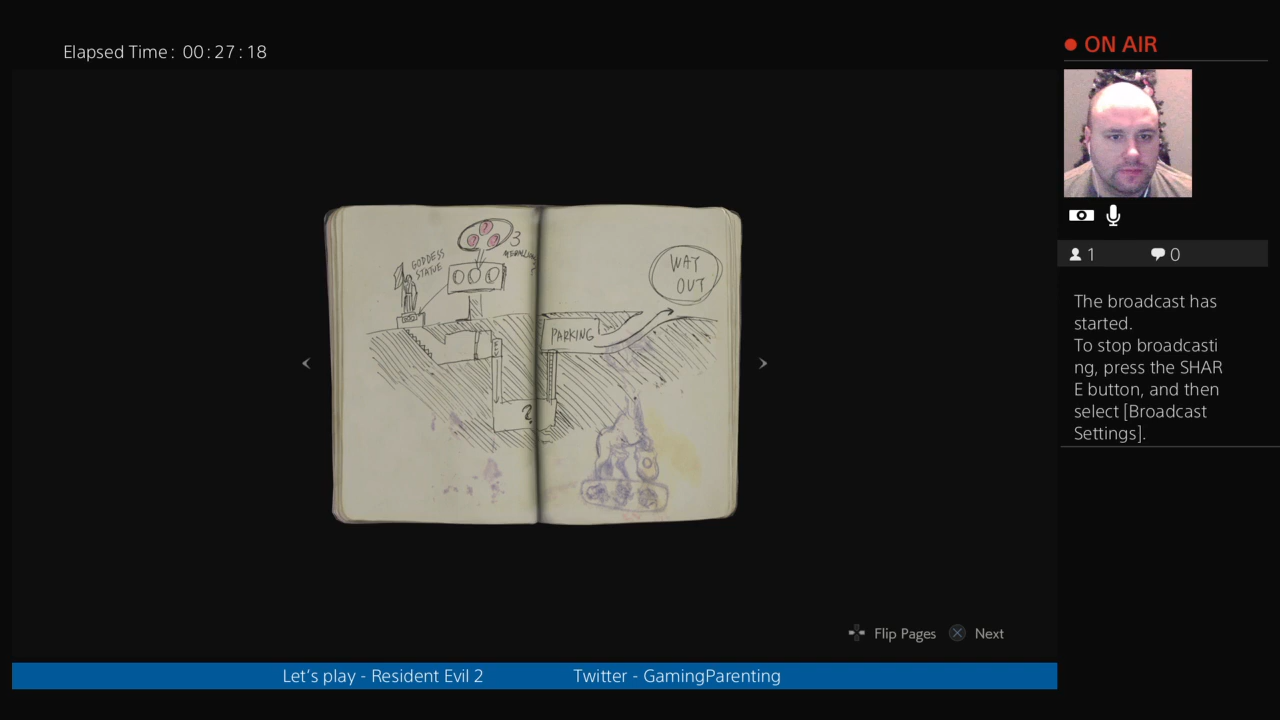 Elapsed Time: 00:27:18
ON AIR
1
0
The broadcast has
started.
To stop broadcasti
ng, press the SHAR
E button, and then
select [Broadcast
Settings].
GODDESS
STATUE
3
?
WAY
OUT
PARKING
?
Flip Pages
Next
Let's play - Resident Evil 2
Twitter - GamingParenting